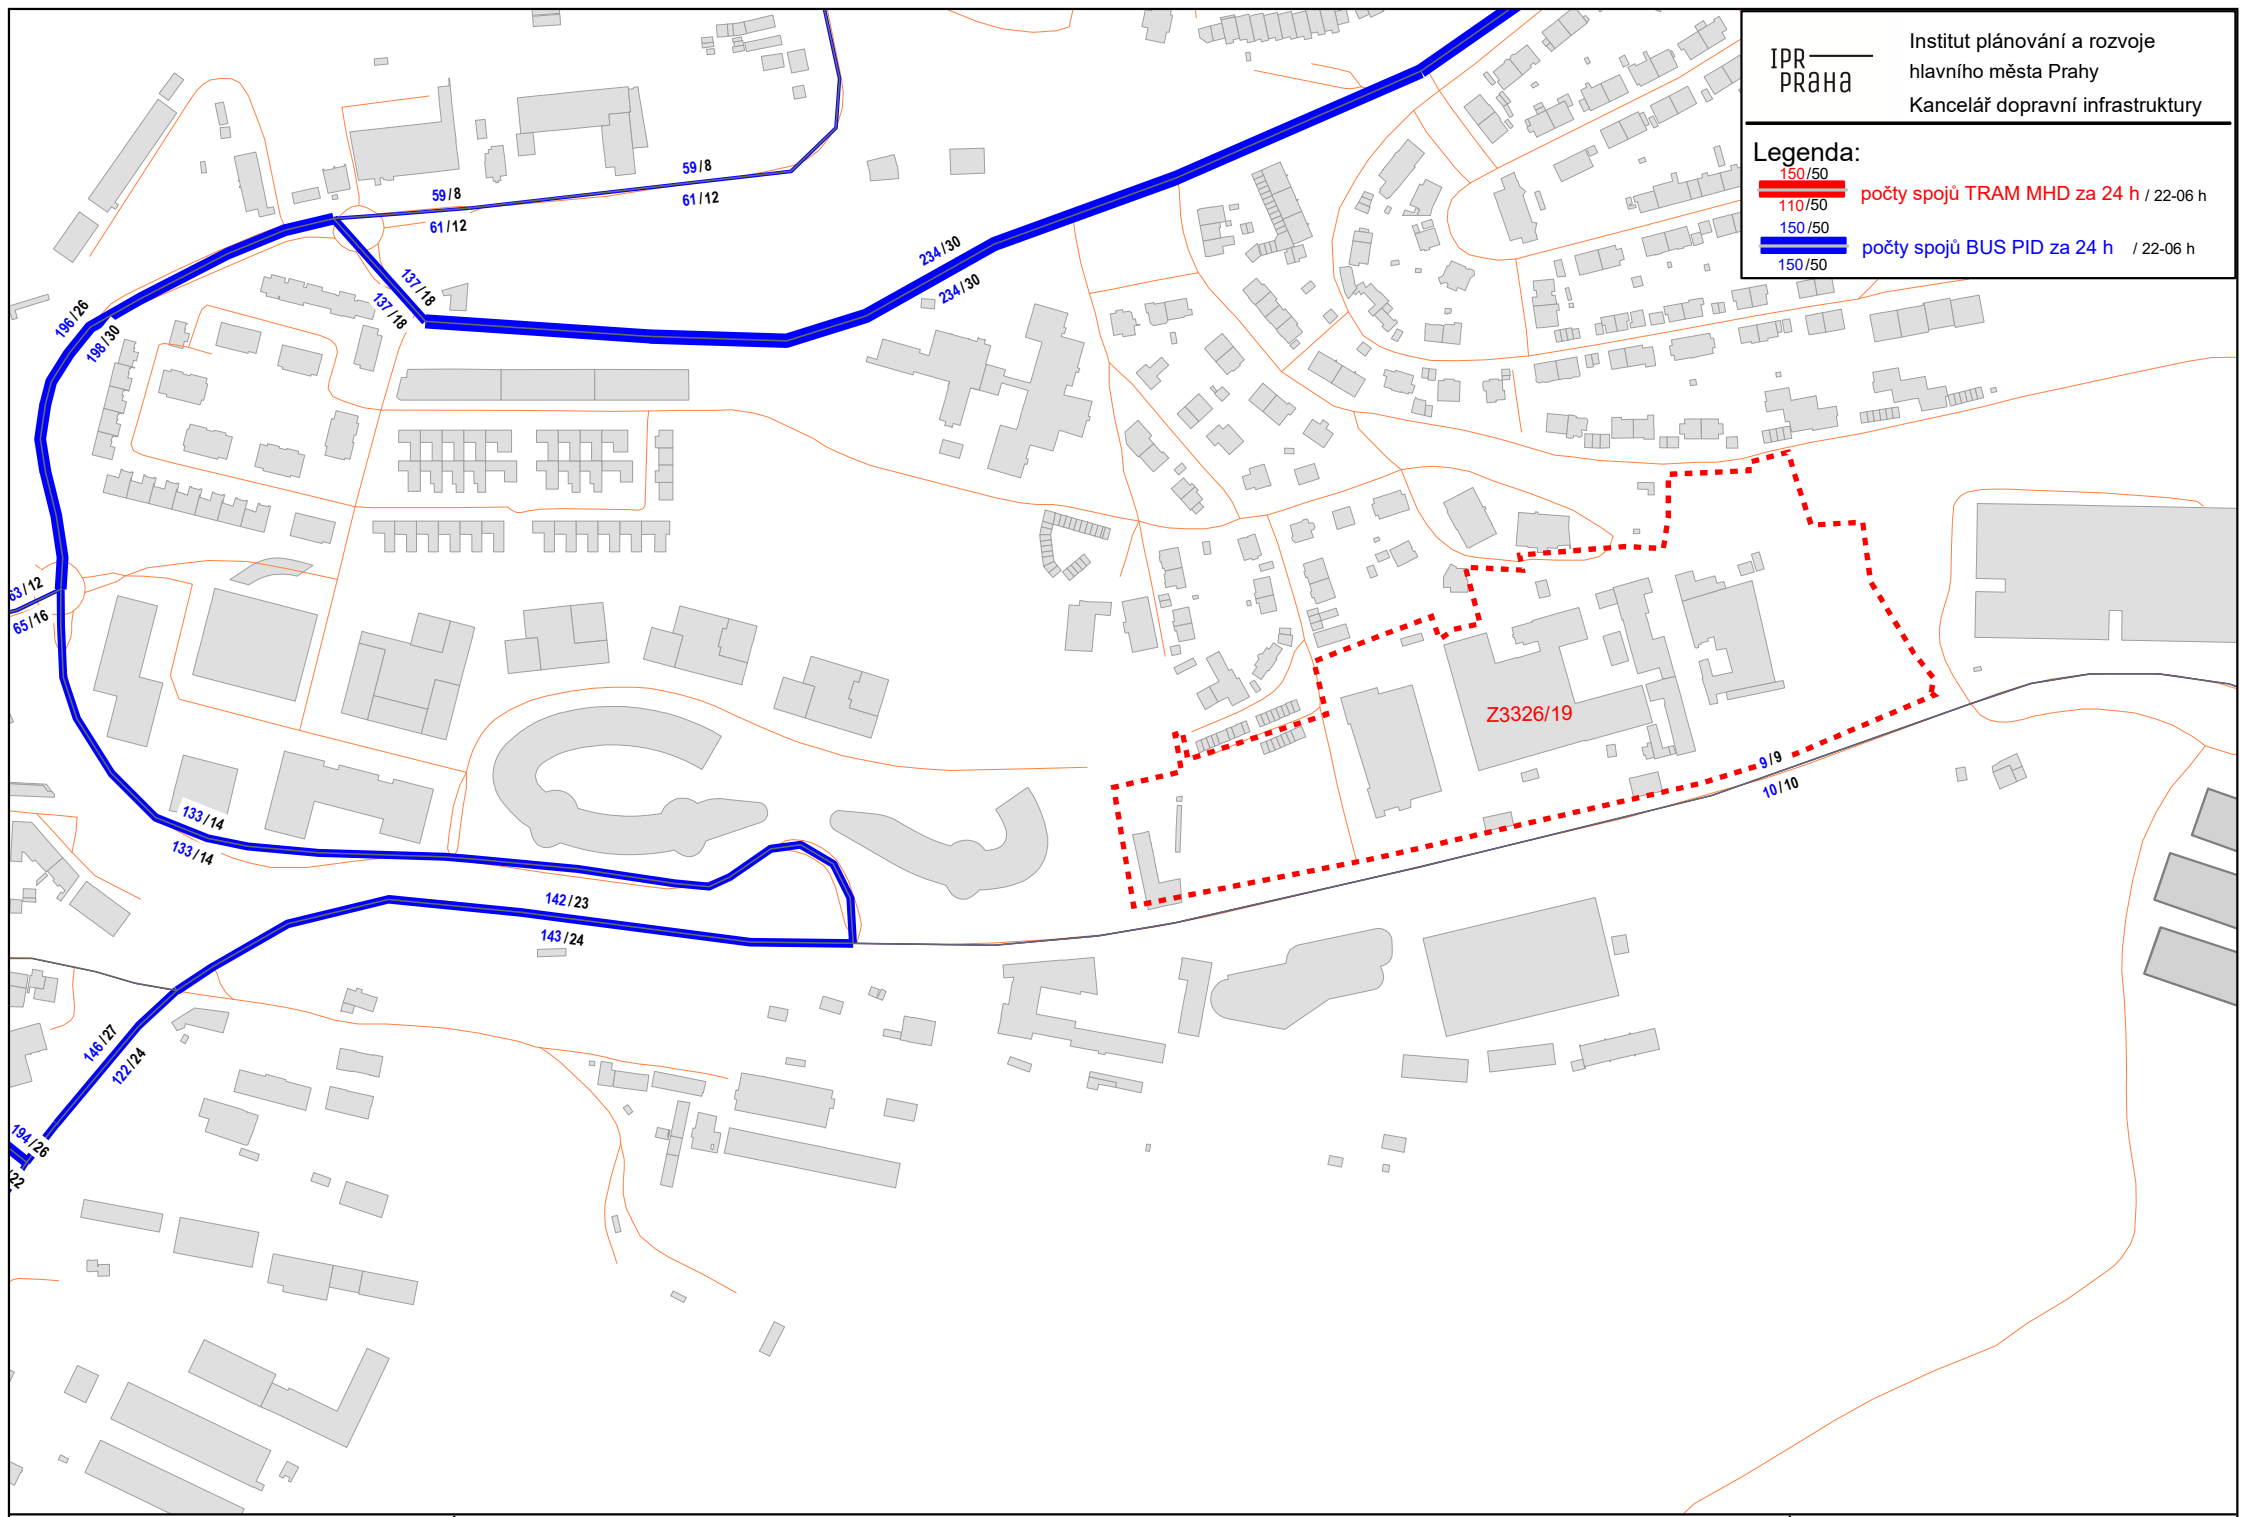 IPR
PRAHA
Institut plánování a rozvoje
hlavního města Prahy
Kancelář dopravní infrastruktury
Legenda:
150/50
110/50
počty spojů TRAM MHD za 24 h / 22-06 h
150/50
150/50
počty spojů BUS PID za 24 h / 22-06 h
59/8
61/12
59/8
61/12
234/30
234/30
137/18
137/18
196/26
198/30
63/12
65/16
Z3326/19
9/9
10/10
133/14
133/14
142/23
143/24
146/27
122/24
194/26
/22